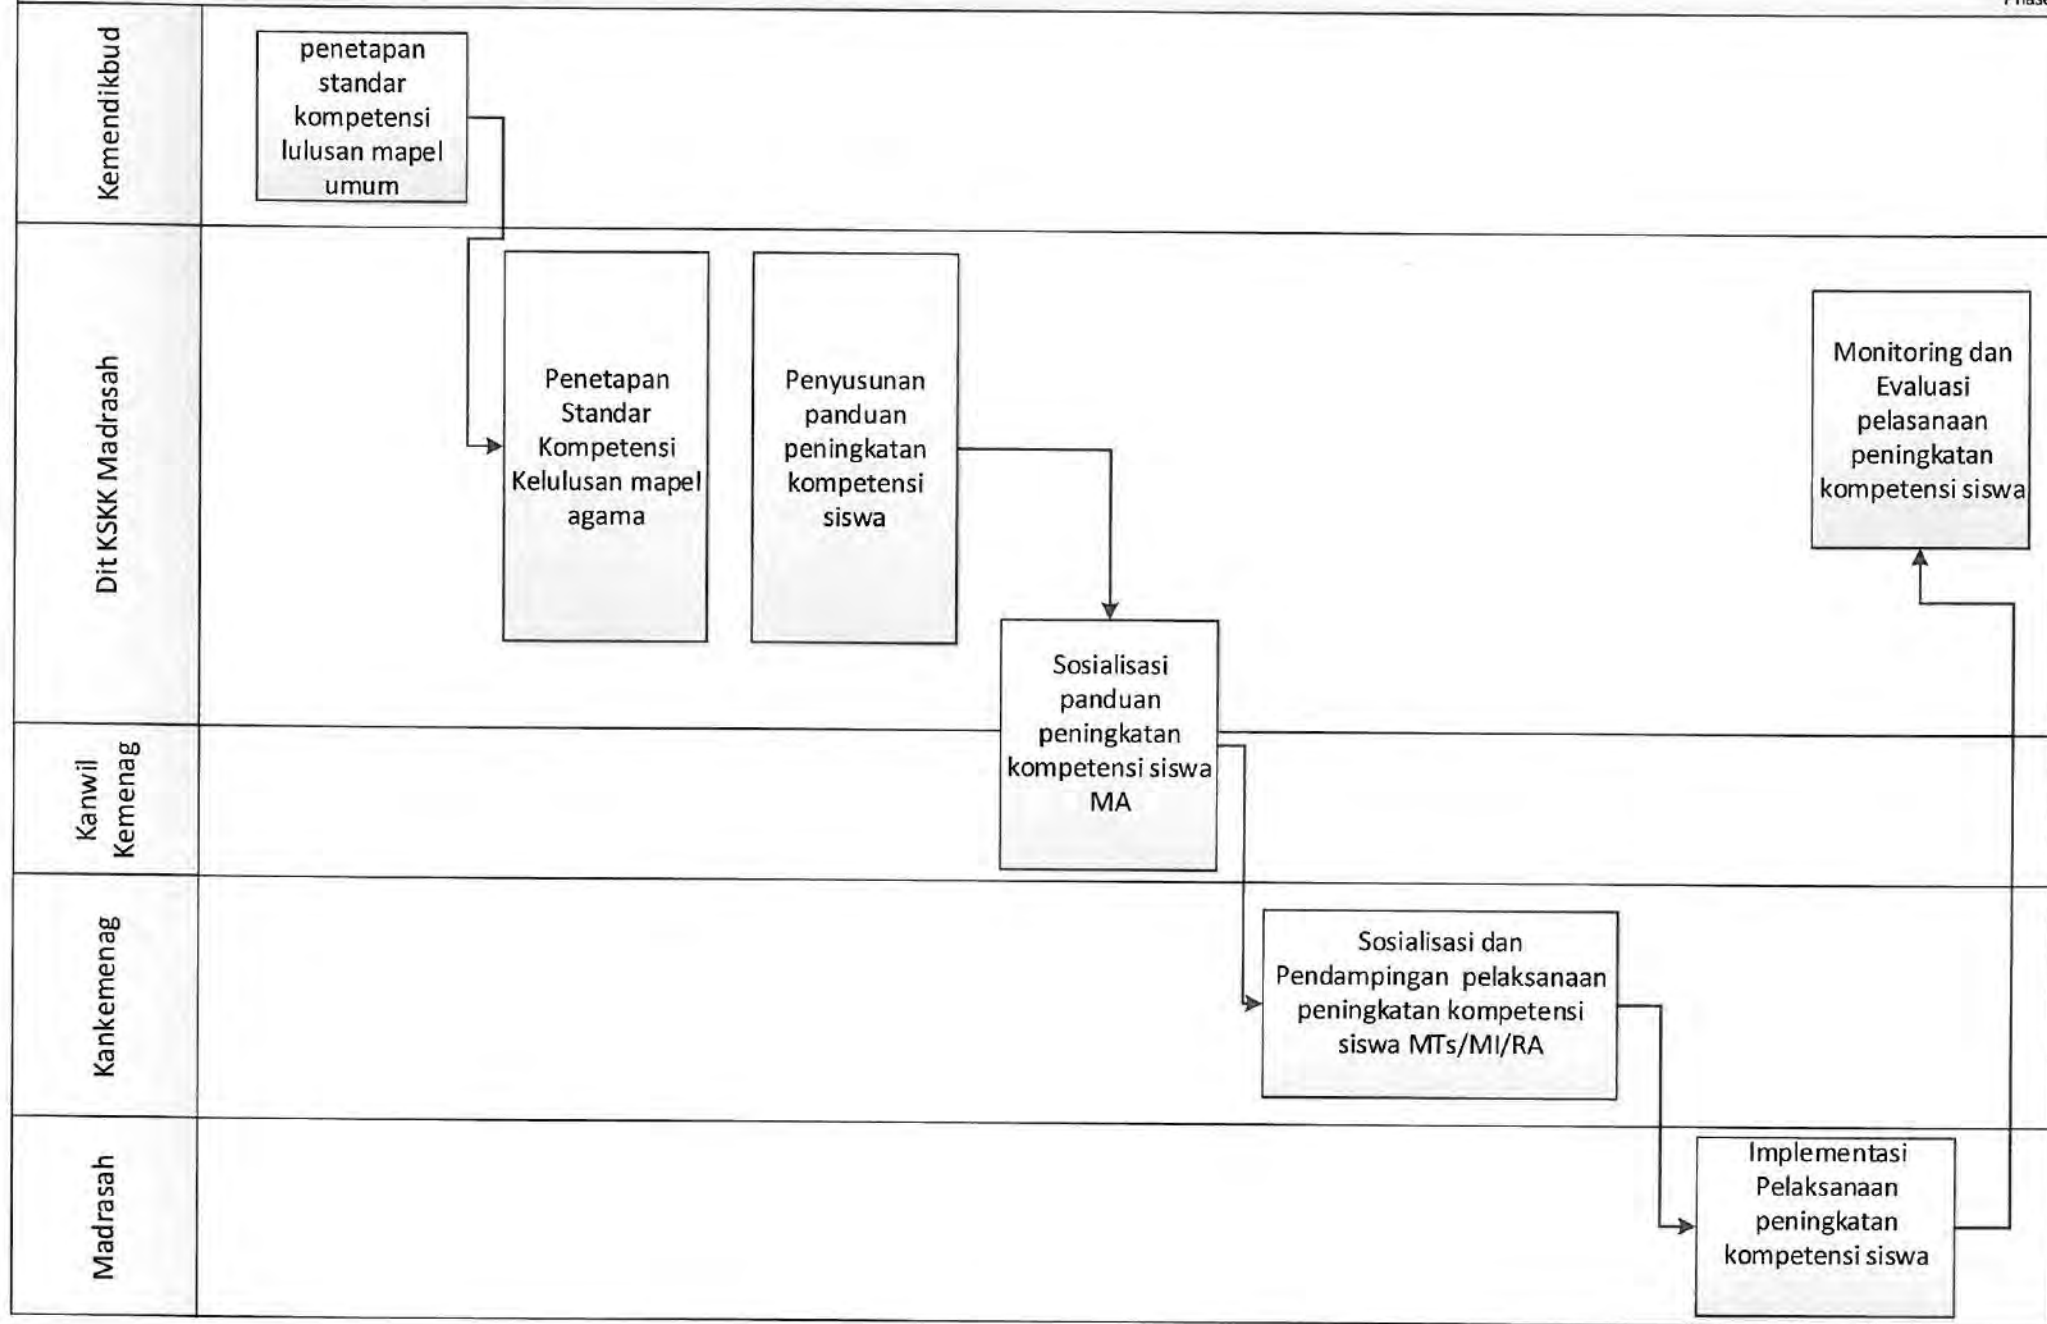 Phase
Kemendikbud
penetapan
standar
kompetensi
lulusan mapel
umum
Dit KSKK Madrasah
Penetapan
Standar
Kompetensi
Kelulusan mapel
agama
Penyusunan
panduan
peningkatan
kompetensi
siswa
Monitoring dan
Evaluasi
pelasanaan
peningkatan
kompetensi siswa
Kanwil
Kemenag
Sosialisasi
panduan
peningkatan
kompetensi siswa
MA
Kankemenag
Sosialisasi dan
Pendampingan pelaksanaan
peningkatan kompetensi
siswa MTs/MI/RA
Madrasah
Implementasi
Pelaksanaan
peningkatan
kompetensi siswa